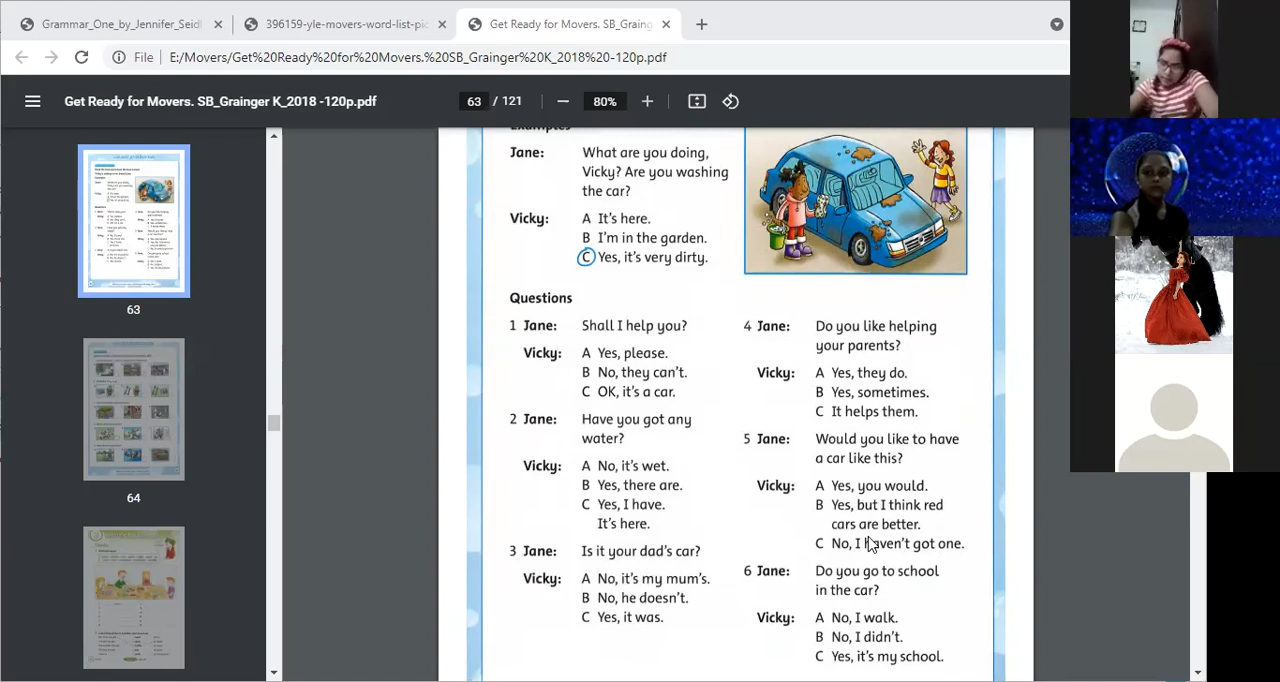 Grammar_One_by_Jennifer_Seidl
396159-yle-movers-word-list-pic
Get Ready for Movers. SB_Graing
File
E:/Movers/Get%20Ready%20for%20Movers.%20SB_Grainger%20K_2018%20-120p.pdf
Get Ready for Movers. SB_Grainger K_2018 -120p.pdf
63 / 121
80%
63
64
Examples
Jane: What are you doing,
Vicky? Are you washing
the car?
Vicky: A It's here.
B I'm in the garden.
C Yes, it's very dirty.
Questions
1 Jane: Shall I help you?
Vicky: A Yes, please.
B No, they can't.
C OK, it's a car.
2 Jane: Have you got any
water?
Vicky: A No, it's wet.
B Yes, there are.
C Yes, I have.
It's here.
3 Jane: Is it your dad's car?
Vicky: A No, it's my mum's.
B No, he doesn't.
C Yes, it was.
4 Jane: Do you like helping
your parents?
Vicky: A Yes, they do.
B Yes, sometimes.
C It helps them.
5 Jane: Would you like to have
a car like this?
Vicky: A Yes, you would.
B Yes, but I think red
cars are better.
C No, I haven't got one.
6 Jane: Do you go to school
in the car?
Vicky: A No, I walk.
B No, I didn't.
C Yes, it's my school.